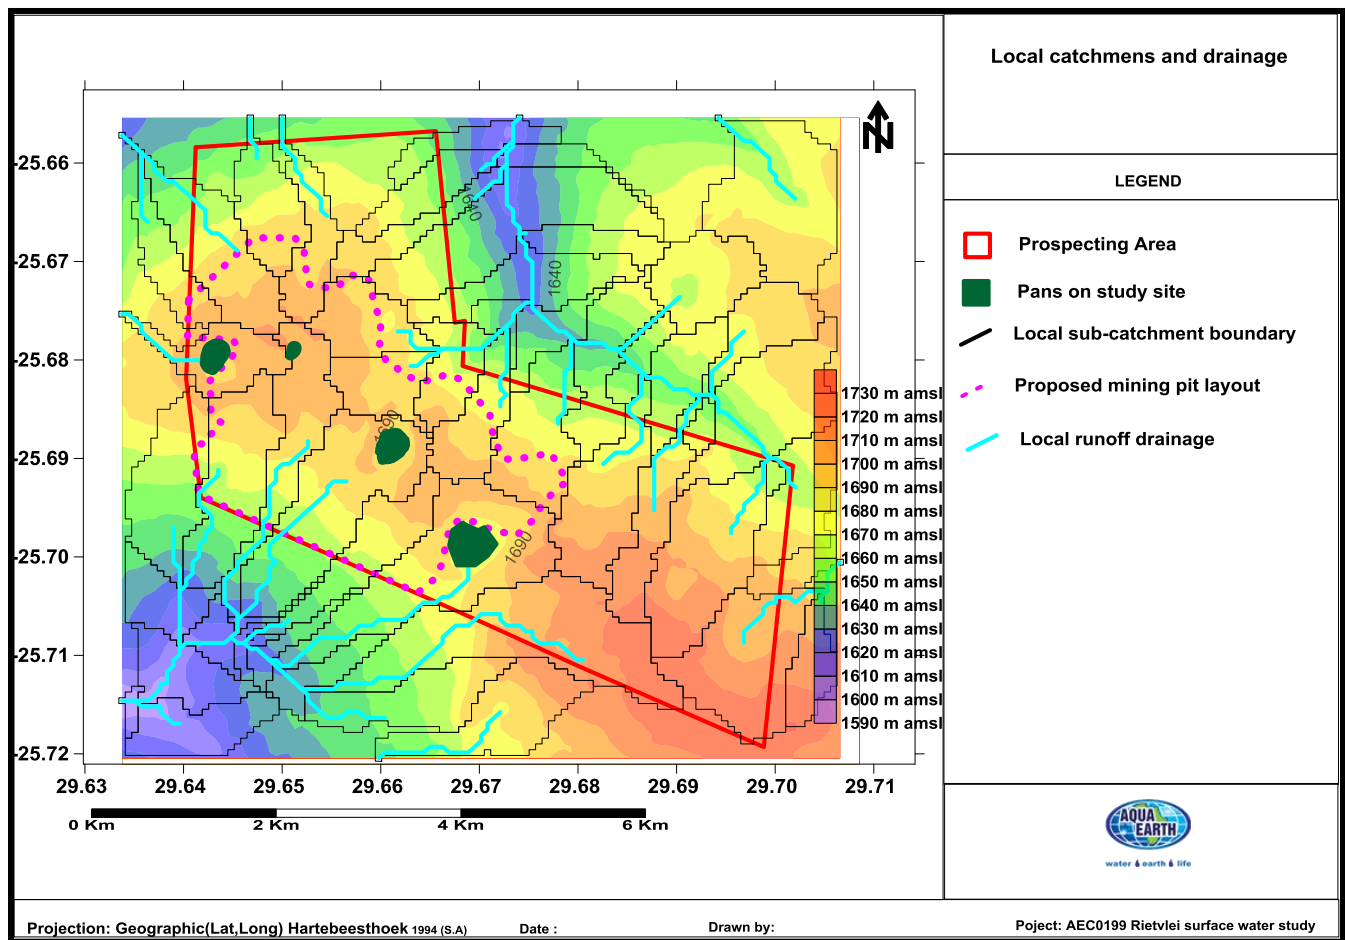 Local catchmens and drainage
LEGEND
Prospecting Area
Pans on study site
Local sub-catchment boundary
Proposed mining pit layout
Local runoff drainage
N
-25.66
-25.67
-25.68
-25.69
-25.70
-25.71
-25.72
29.63 29.64 29.65 29.66 29.67 29.68 29.69 29.70 29.71
1640
1640
1690
1690
1730 m amsl
1720 m amsl
1710 m amsl
1700 m amsl
1690 m amsl
1680 m amsl
1670 m amsl
1660 m amsl
1650 m amsl
1640 m amsl
1630 m amsl
1620 m amsl
1610 m amsl
1600 m amsl
1590 m amsl
0 Km 2 Km 4 Km 6 Km
AQUA
EARTH
water earth life
Projection: Geographic(Lat,Long) Hartebeesthoek 1994 (S.A) Date : Drawn by: Poject: AEC0199 Rietvlei surface water study